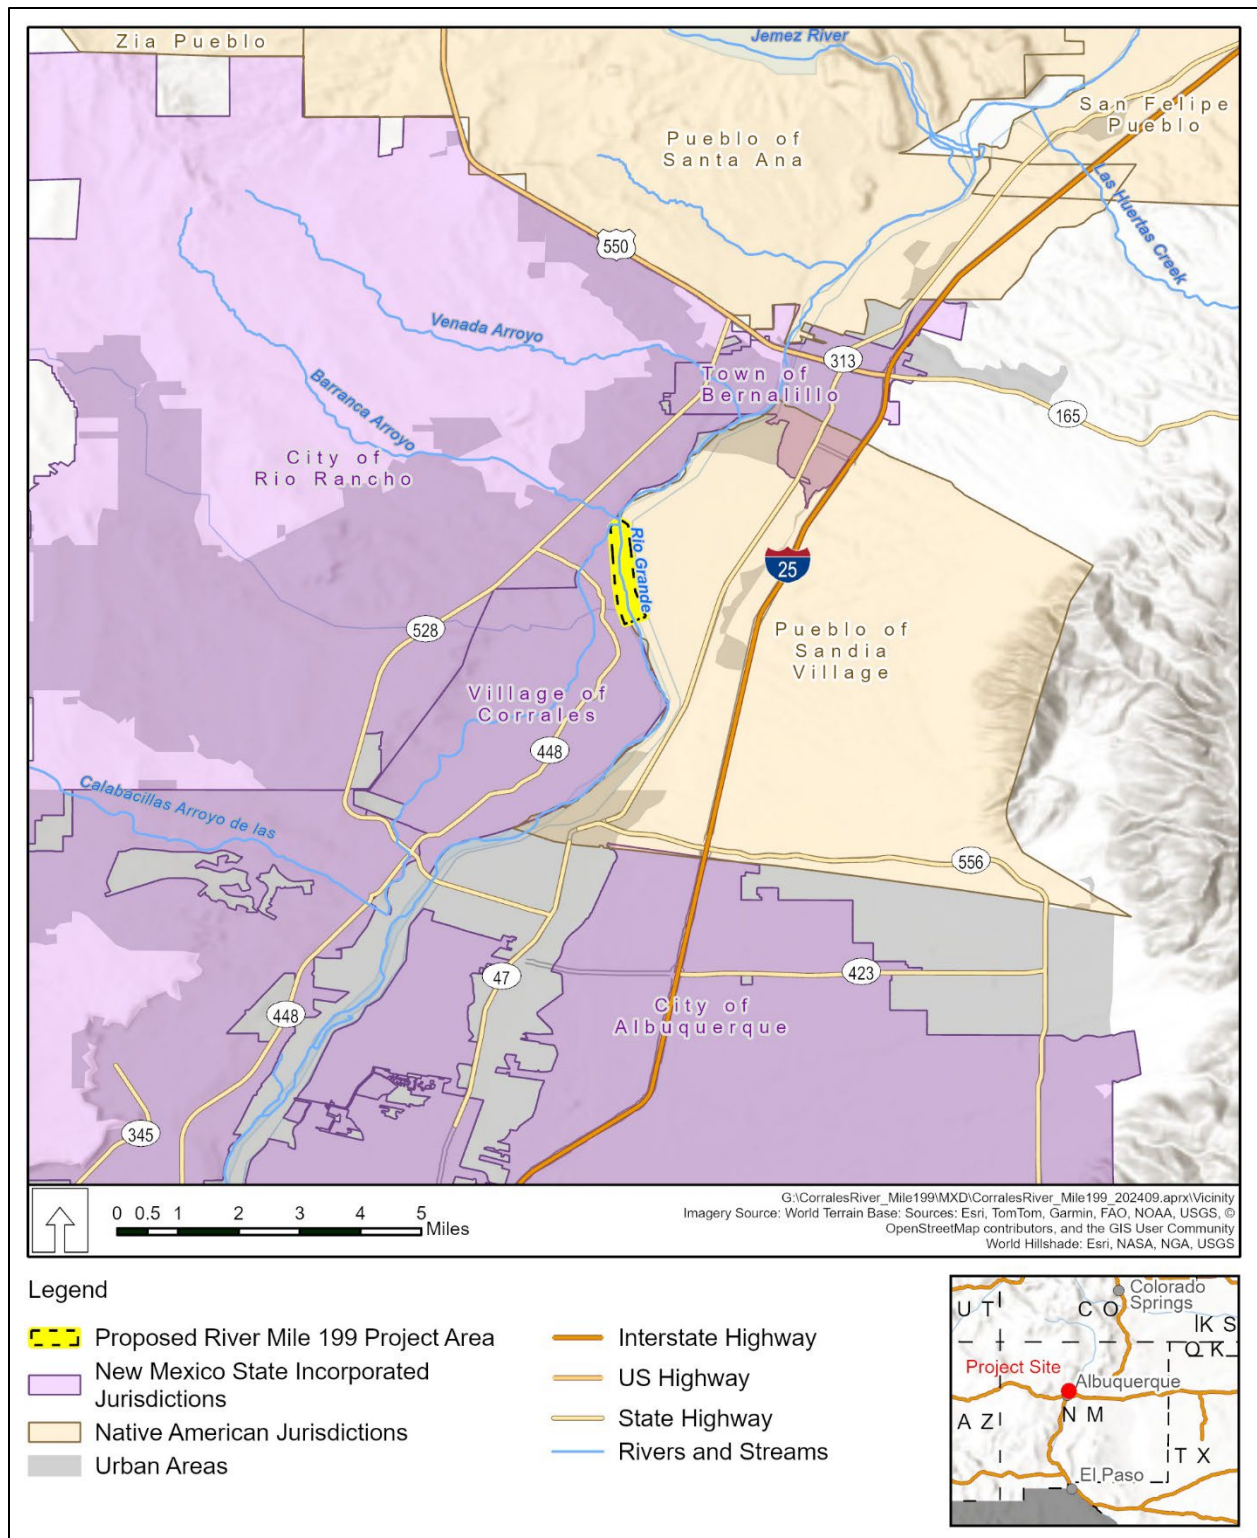 Zia Pueblo
Jemez River
San Felipe
Pueblo
Pueblo of
Santa Ana
Las Huertas Creek
550
Venada Arroyo
313
Town of
Bernalillo
Barranca Arroyo
165
City of
Rio Rancho
Rio Grande
25
528
Pueblo of
Sandia
Village
Village of
Corrales
448
Calabacillas Arroyo de las
556
47
423
City of
Albuquerque
448
345
0 0.5 1 2 3 4 5
Miles
G:\CorralesRiver_Mile199\MXD\CorralesRiver_Mile199_202409.aprx\Vicinity
Imagery Source: World Terrain Base: Sources: Esri, TomTom, Garmin, FAO, NOAA, USGS, ©
OpenStreetMap contributors, and the GIS User Community
World Hillshade: Esri, NASA, NGA, USGS
Legend
Proposed River Mile 199 Project Area
New Mexico State Incorporated
Jurisdictions
Native American Jurisdictions
Urban Areas
Interstate Highway
US Highway
State Highway
Rivers and Streams
Colorado
Springs
UT
CO
KS
OK
Project Site
Albuquerque
AZ
NM
TX
El Paso